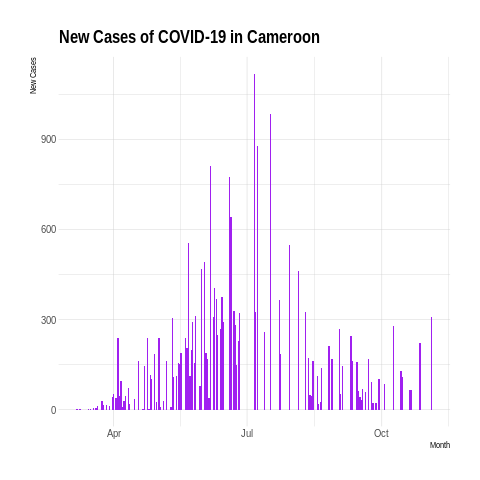 New Cases of COVID-19 in Cameroon
New Cases
900
600
300
0
Apr
Jul
Oct
Month